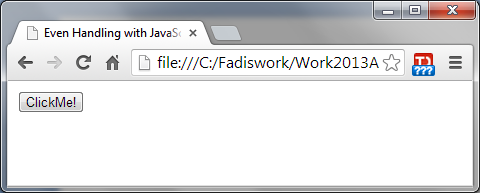 Even Handling with JavaSc
file:///C:/Fadiswork/Work2013A
???
ClickMe!